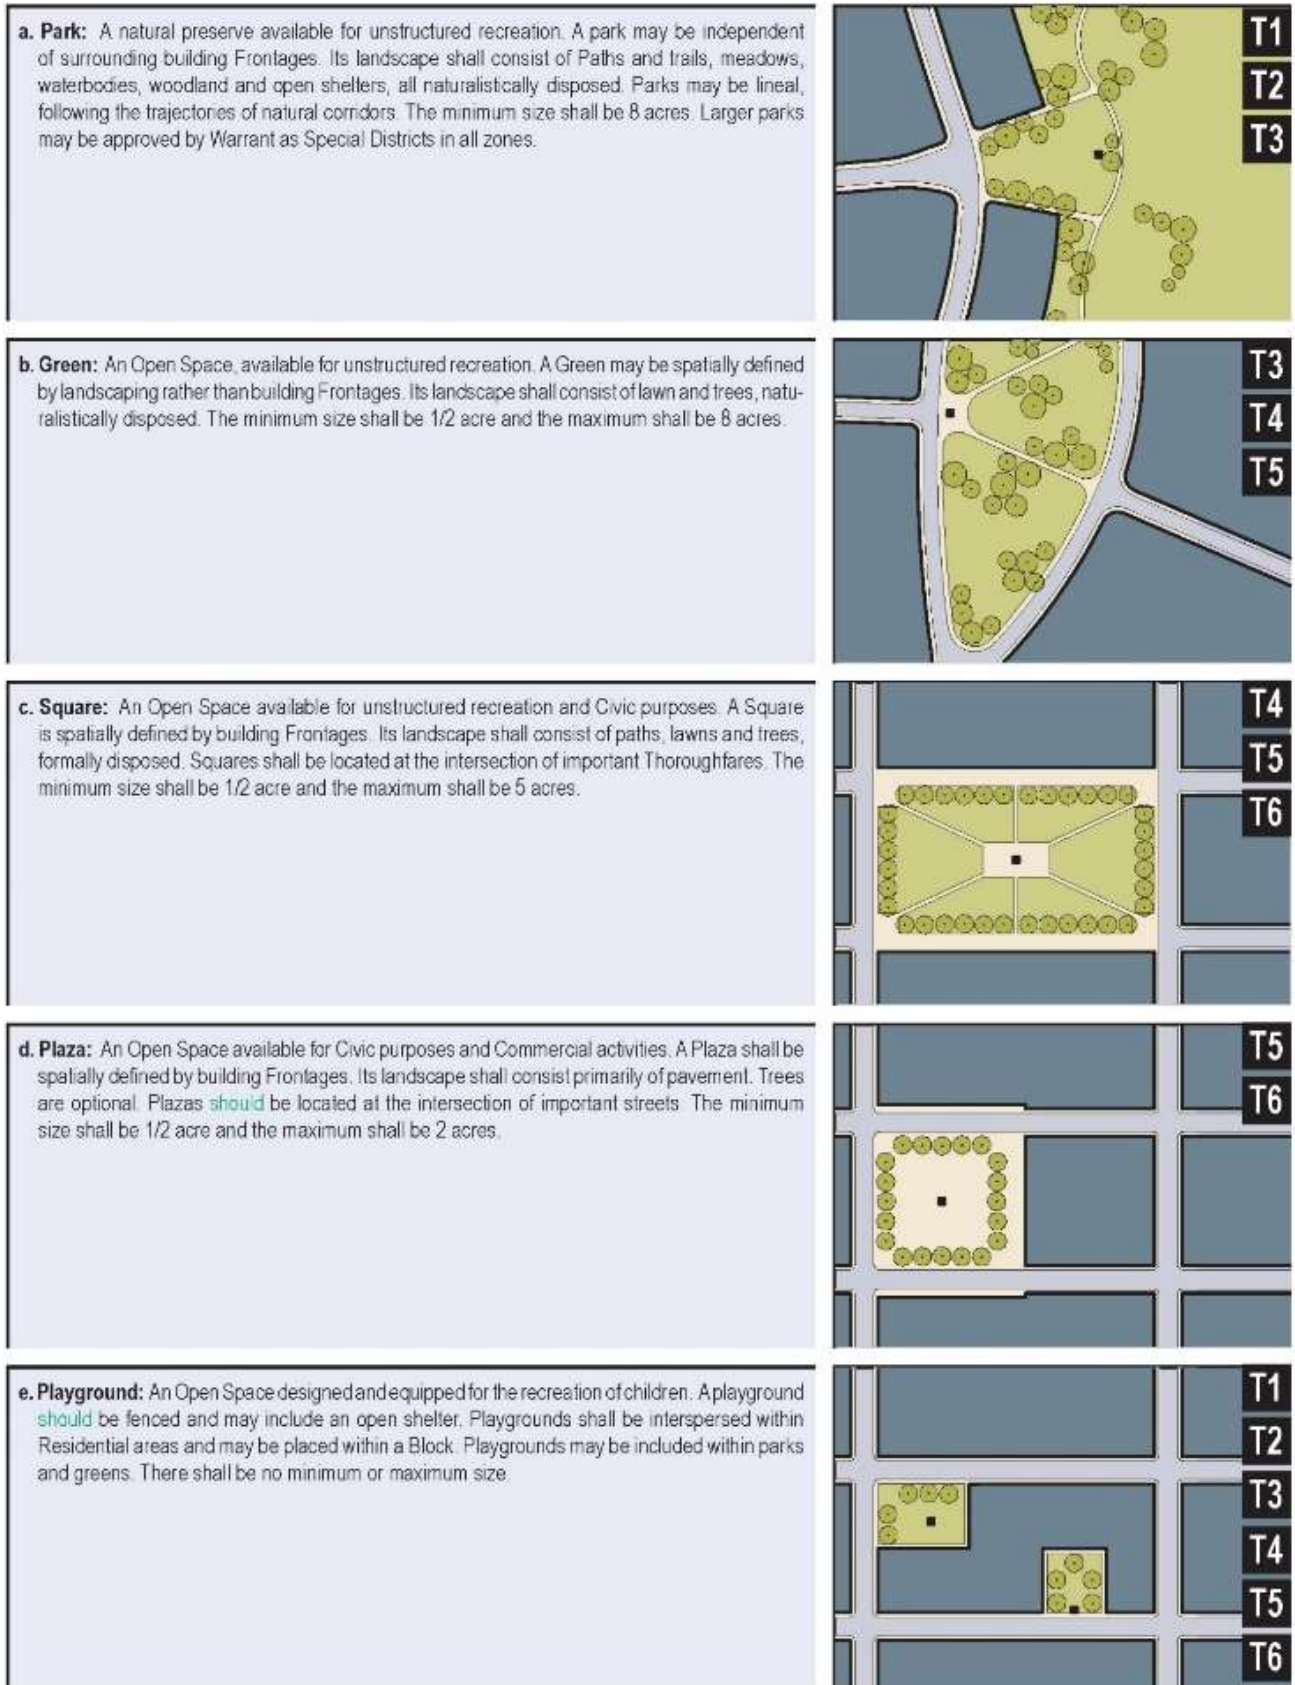 a. Park: A natural preserve available for unstructured recreation. A park may be independent
of surrounding building Frontages. Its landscape shall consist of Paths and trails, meadows,
waterbodies, woodland and open shelters, all naturalistically disposed. Parks may be lineal,
following the trajectories of natural corridors. The minimum size shall be 8 acres. Larger parks
may be approved by Warrant as Special Districts in all zones.
T1
T2
T3
b. Green: An Open Space, available for unstructured recreation. A Green may be spatially defined
by landscaping rather than building Frontages. Its landscape shall consist of lawn and trees, natu-
ralistically disposed. The minimum size shall be 1/2 acre and the maximum shall be 8 acres.
T3
T4
T5
c. Square: An Open Space available for unstructured recreation and Civic purposes. A Square
is spatially defined by building Frontages. Its landscape shall consist of paths, lawns and trees,
formally disposed. Squares shall be located at the intersection of important Thoroughfares. The
minimum size shall be 1/2 acre and the maximum shall be 5 acres.
T4
T5
T6
d. Plaza: An Open Space available for Civic purposes and Commercial activities. A Plaza shall be
spatially defined by building Frontages. Its landscape shall consist primarily of pavement. Trees
are optional. Plazas should be located at the intersection of important streets. The minimum
size shall be 1/2 acre and the maximum shall be 2 acres.
T5
T6
e. Playground: An Open Space designed and equipped for the recreation of children. A playground
should be fenced and may include an open shelter. Playgrounds shall be interspersed within
Residential areas and may be placed within a Block. Playgrounds may be included within parks
and greens. There shall be no minimum or maximum size.
T1
T2
T3
T4
T5
T6